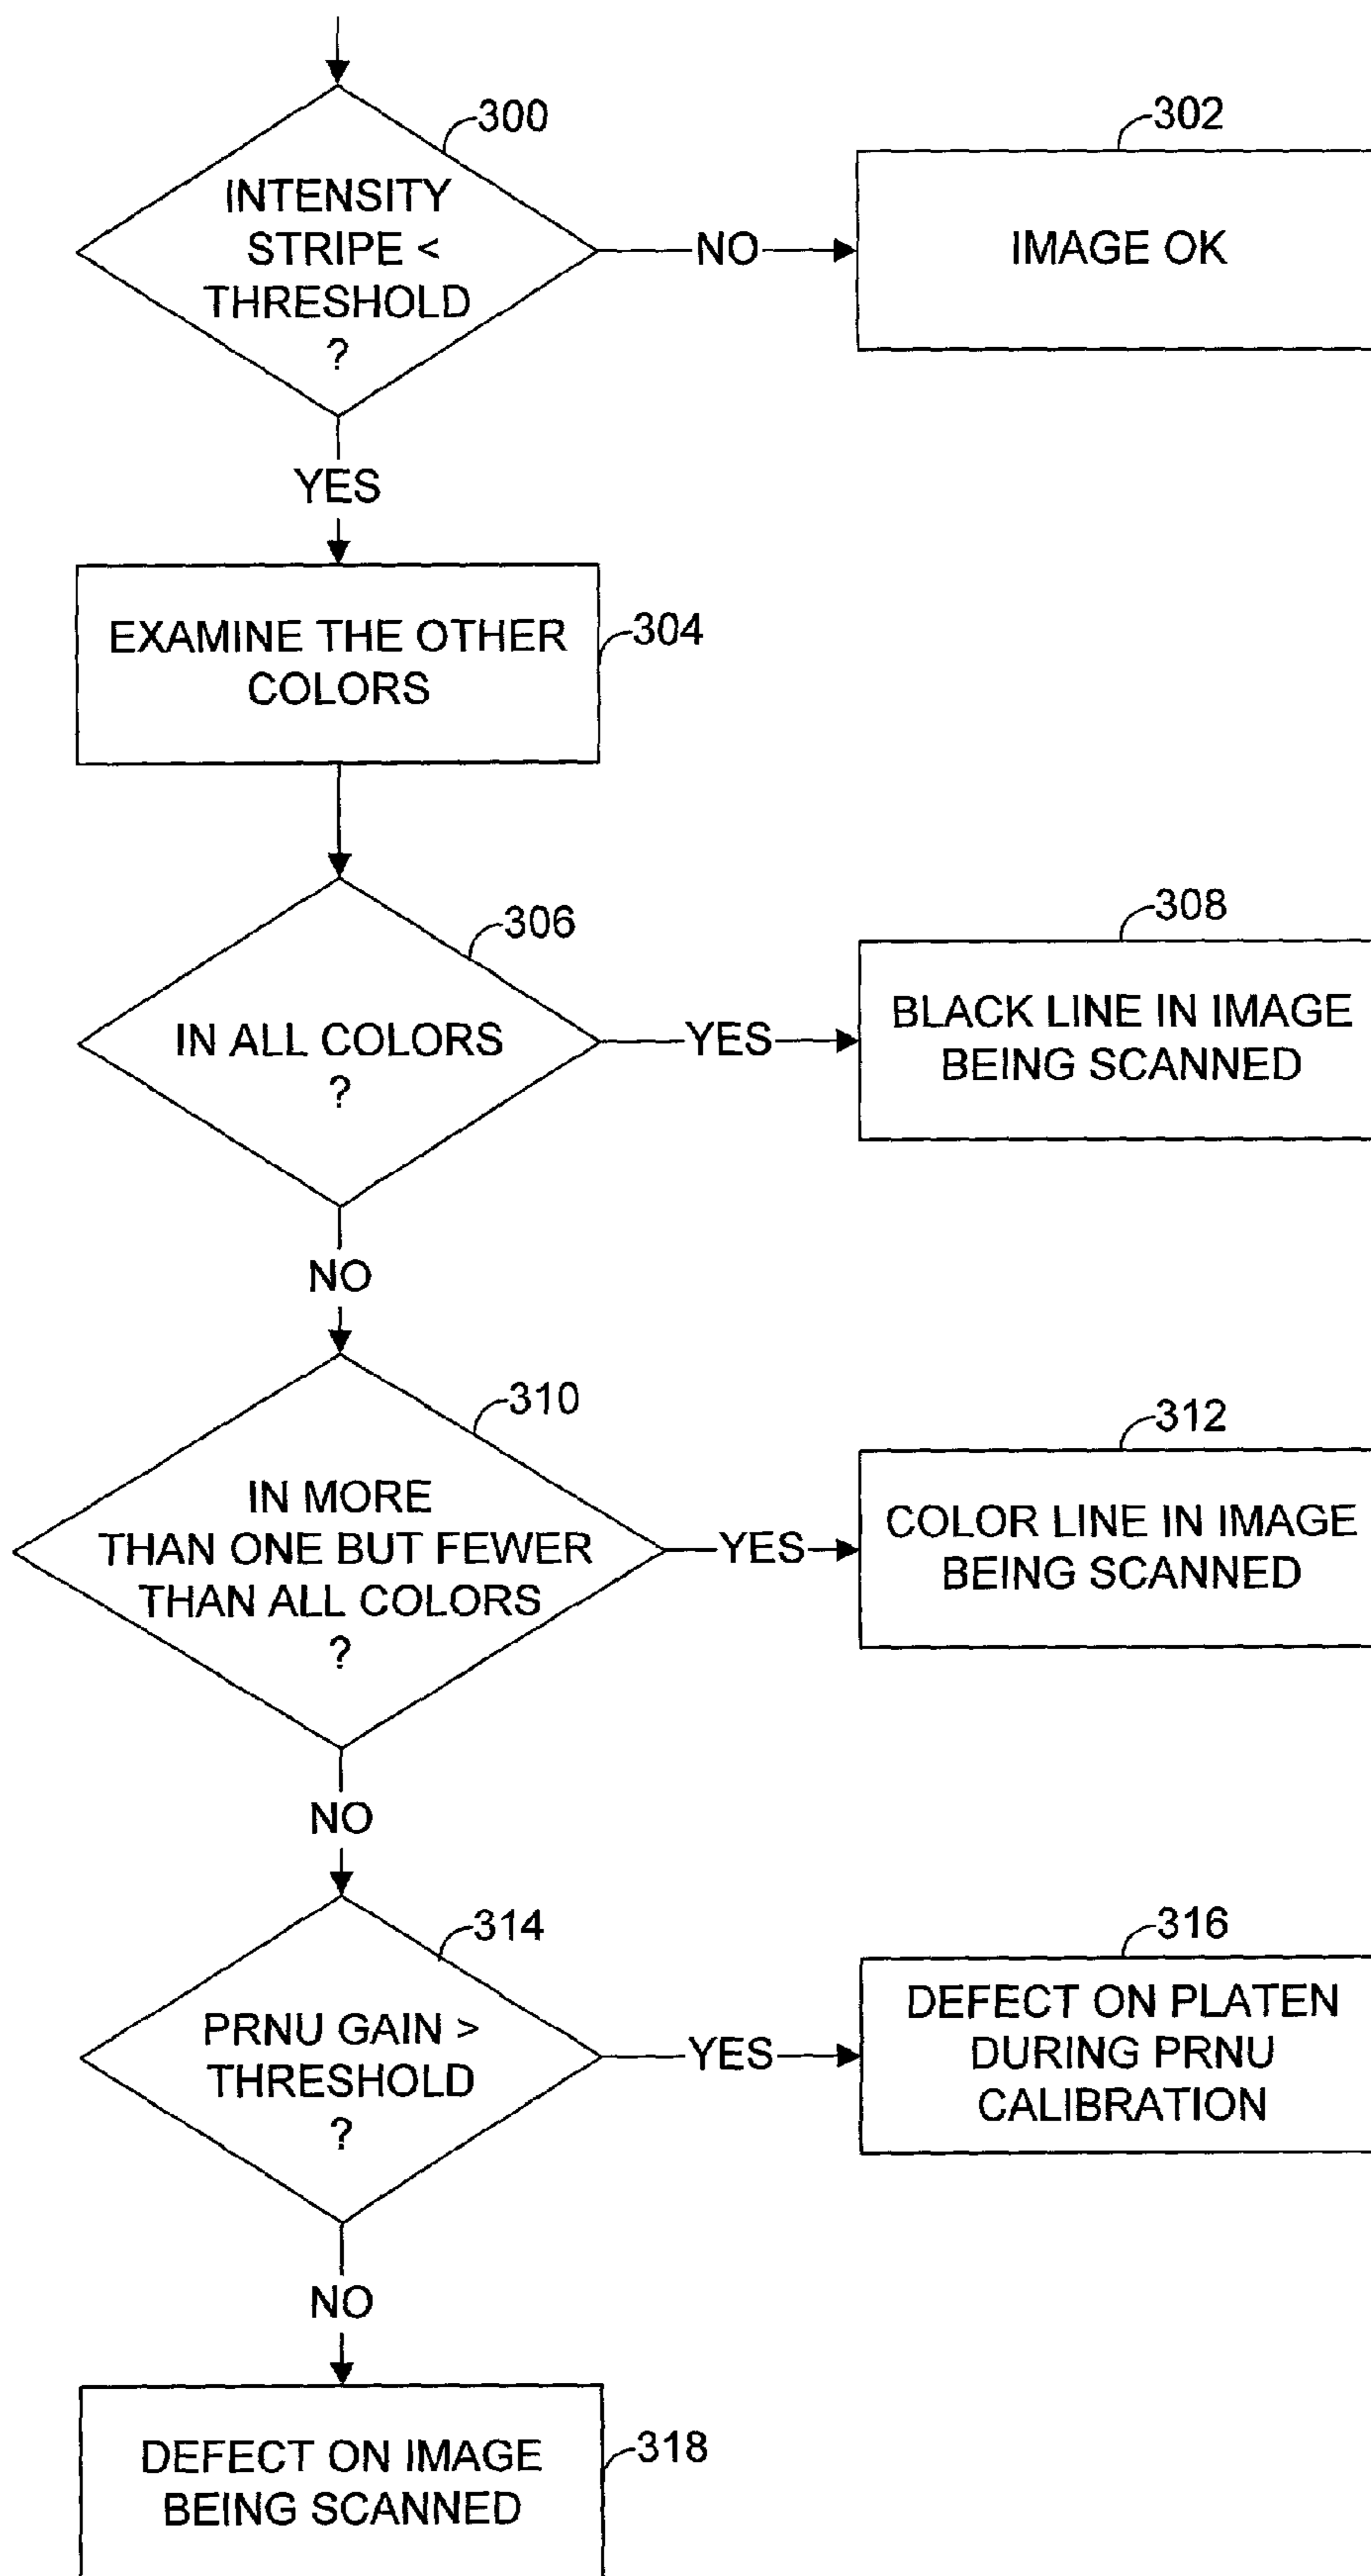 300
INTENSITY
STRIPE <
THRESHOLD
?
NO
302
IMAGE OK
YES
304
EXAMINE THE OTHER
COLORS
306
IN ALL COLORS
?
YES
308
BLACK LINE IN IMAGE
BEING SCANNED
NO
310
IN MORE
THAN ONE BUT FEWER
THAN ALL COLORS
?
YES
312
COLOR LINE IN IMAGE
BEING SCANNED
NO
314
PRNU GAIN >
THRESHOLD
?
YES
316
DEFECT ON PLATEN
DURING PRNU
CALIBRATION
NO
318
DEFECT ON IMAGE
BEING SCANNED